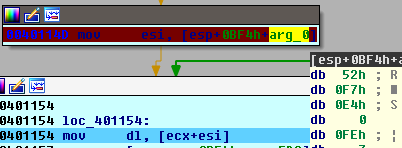 0040114D mov     esi, [esp+0BF4h+arg_0]
[esp+0BF4h+arg_0
db 52h ; R
db 0F7h ;
db 0E4h ; S
db 0
db 0FEh ; ¦
0401154
0401154 loc_401154:
0401154 mov     dl, [ecx+esi]